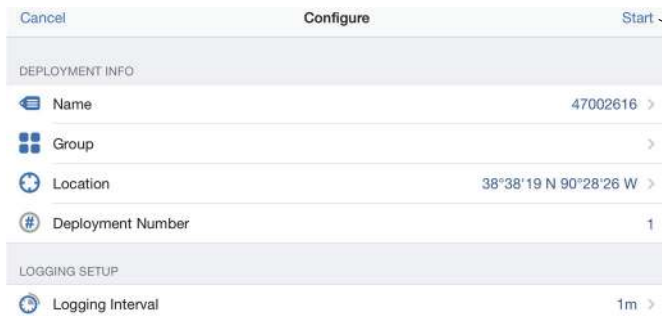 Cancel Configure Start
DEPLOYMENT INFO
Name 47002616
Group
Location 38°38'19 N 90°28'26 W
Deployment Number 1
LOGGING SETUP
Logging Interval 1m